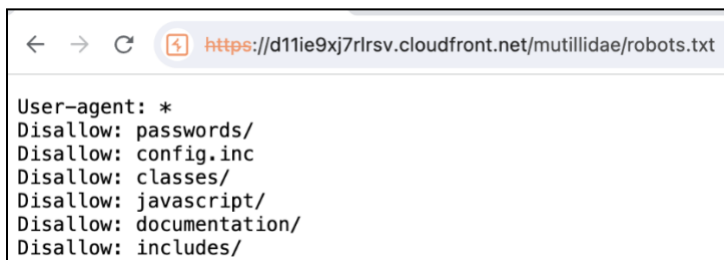 https://d11ie9xj7rlrsv.cloudfront.net/mutillidae/robots.txt
User-agent: *
Disallow: passwords/
Disallow: config.inc
Disallow: classes/
Disallow: javascript/
Disallow: documentation/
Disallow: includes/